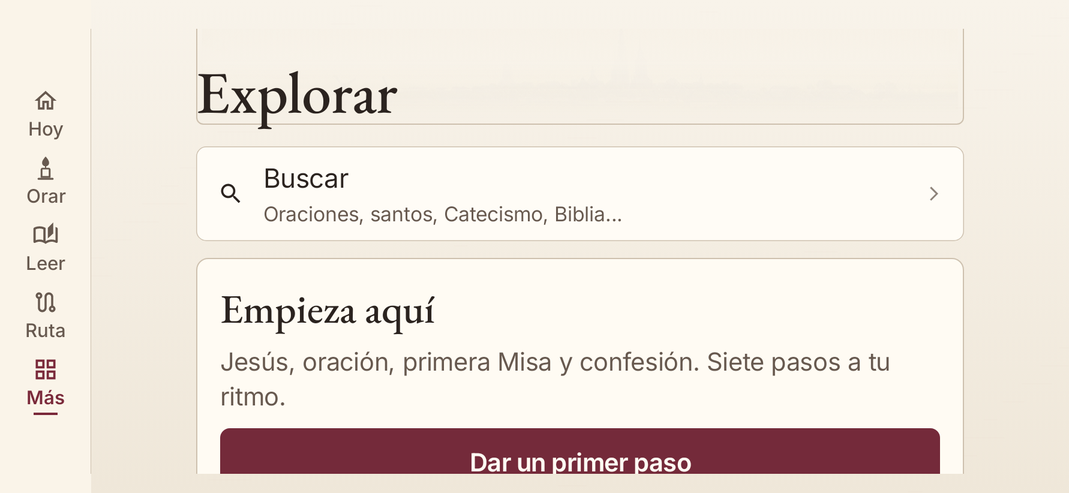 Hoy
Orar
Leer
Ruta
Más
Explorar
Buscar
Oraciones, santos, Catecismo, Biblia...
Empieza aquí
Jesús, oración, primera Misa y confesión. Siete pasos a tu
ritmo.
Dar un primer paso